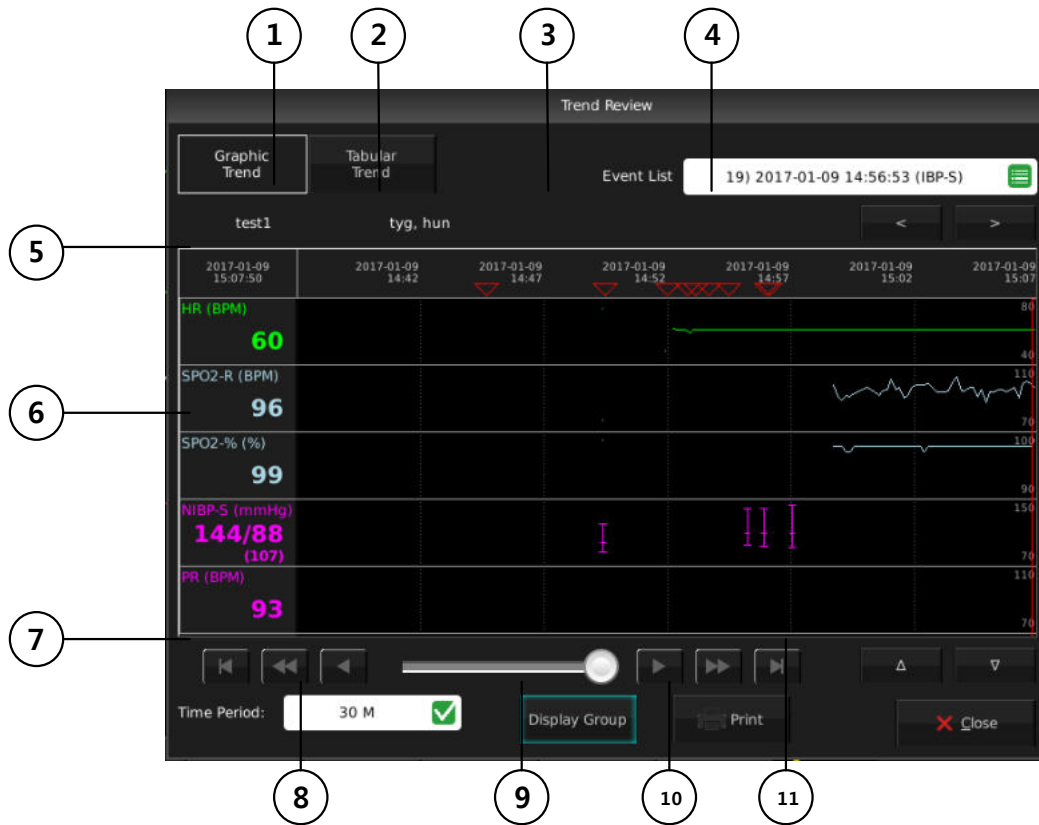 1 2 3 4
Trend Review
Graphic Trend
Tabular Trend
Event List 19) 2017-01-09 14:56:53 (IBP-S)
test1 tyg, hun < >
5
2017-01-09 2017-01-09 2017-01-09 2017-01-09 2017-01-09 2017-01-09 2017-01-09
15:07:50 14:42 14:47 14:52 14:57 15:02 15:07
HR (BPM) 80
60
40
SPO2-R (BPM) 110
6
96
70
SPO2-% (%) 100
99
90
NIBP-S (mmHg) 150
144/88
(107) 70
PR (BPM) 110
93
70
7
Time Period: 30 M Display Group Print Close
8 9 10 11